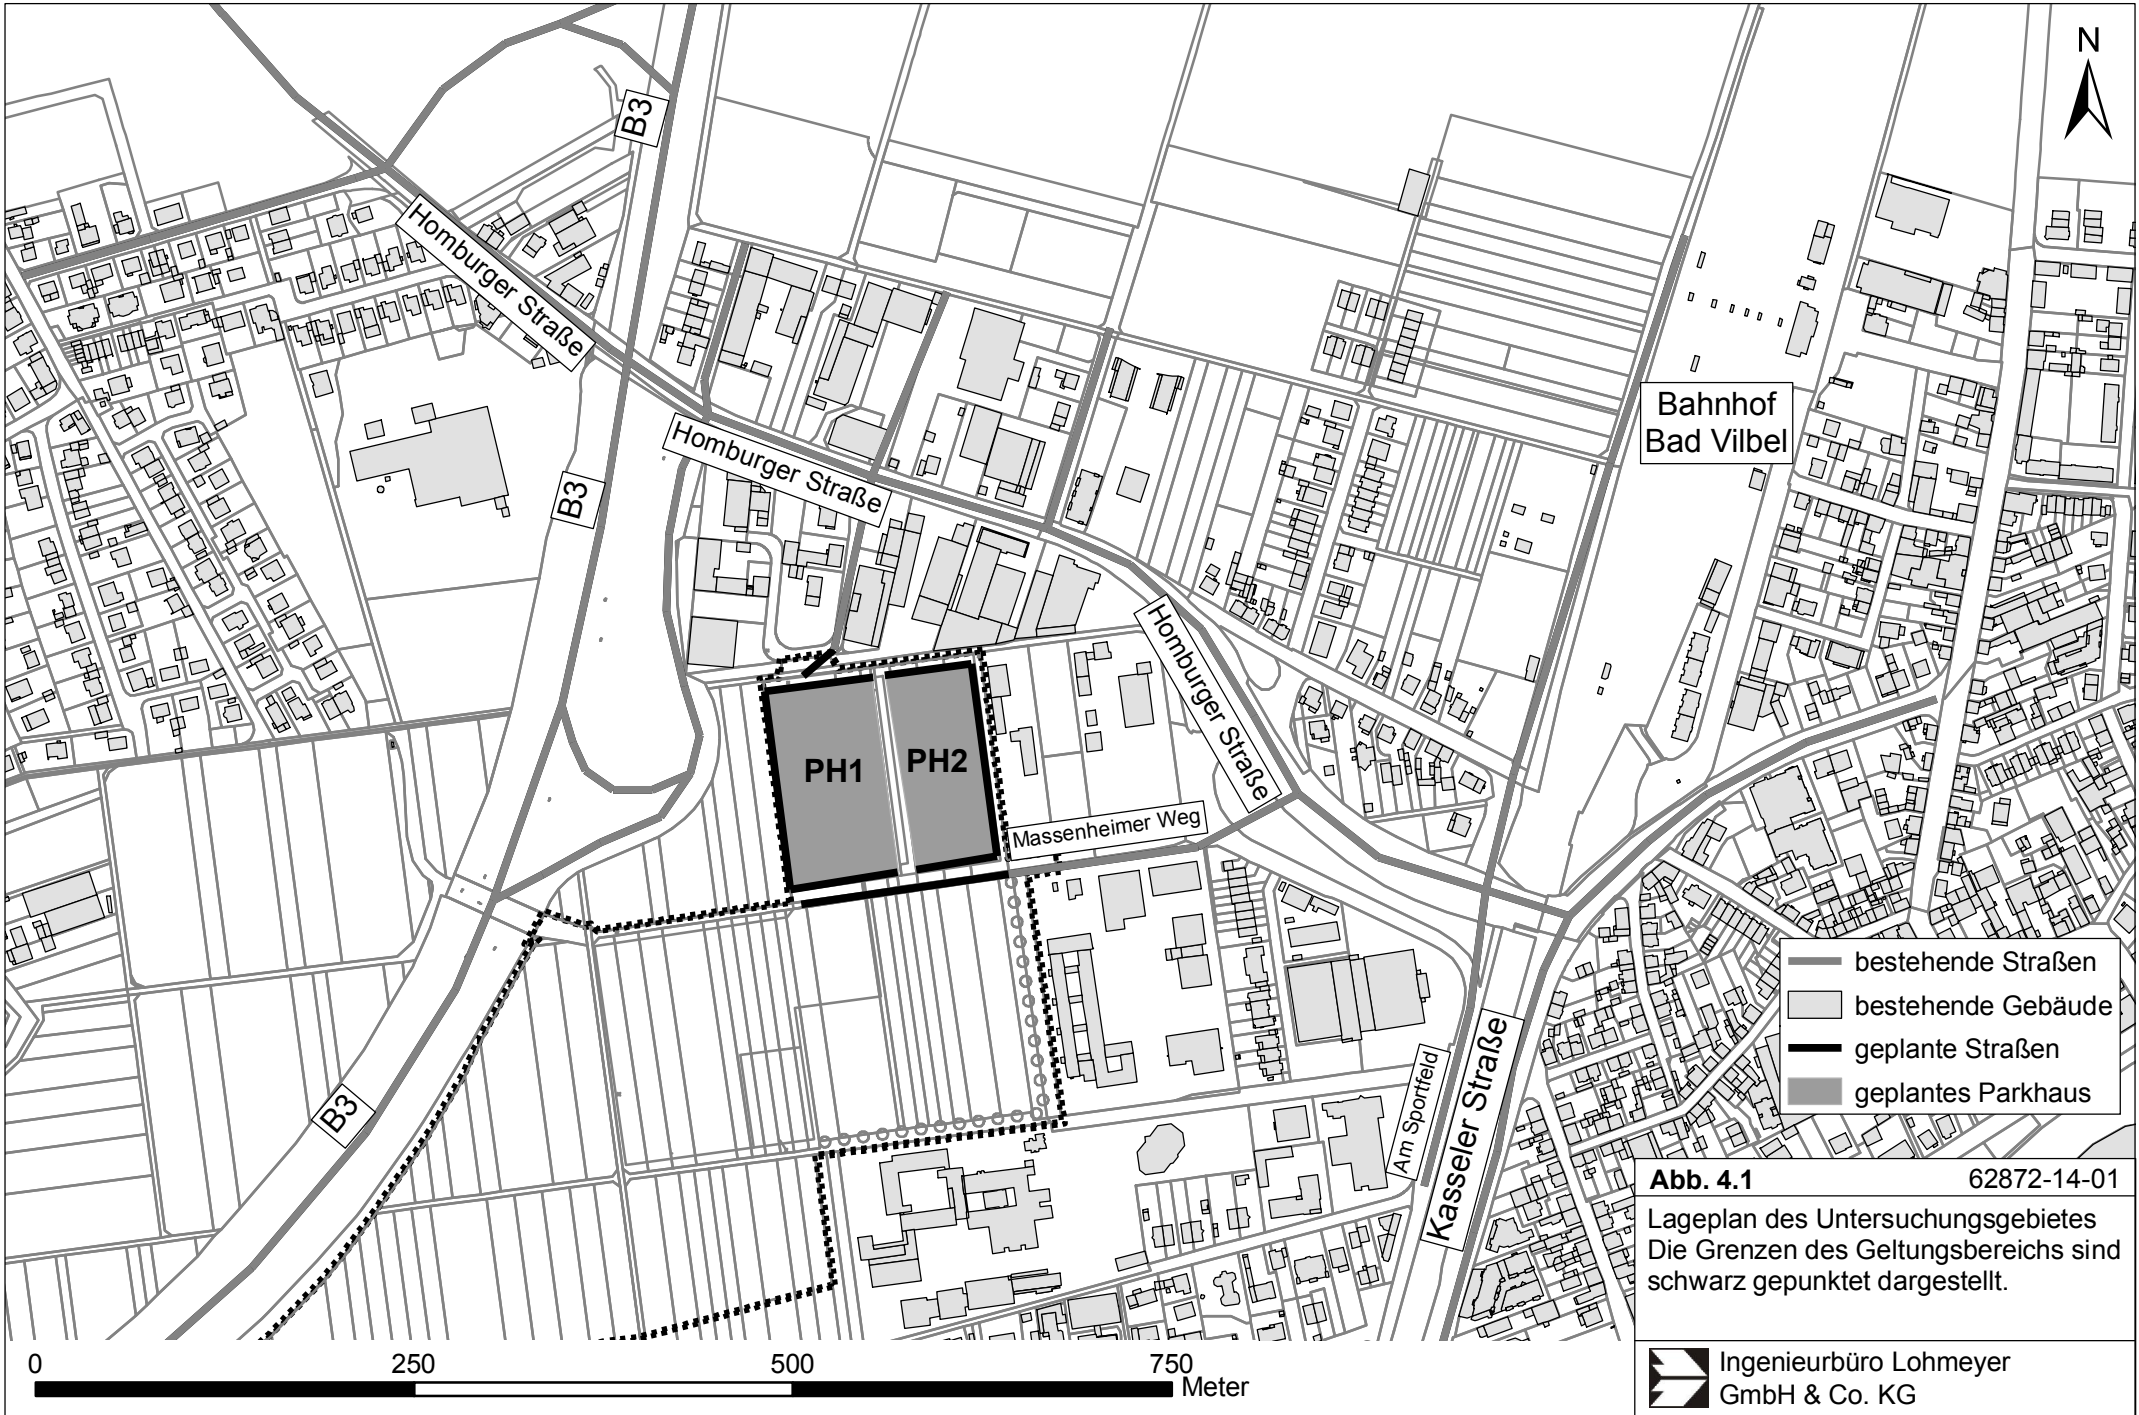 N
B3
Homburger Straße
B3
Homburger Straße
Bahnhof
Bad Vilbel
Homburger Straße
PH1
PH2
Massenheimer Weg
B3
Am Sportfeld
Kasseler Straße
bestehende Straßen
bestehende Gebäude
geplante Straßen
geplantes Parkhaus
Abb. 4.1 62872-14-01
Lageplan des Untersuchungsgebietes
Die Grenzen des Geltungsbereichs sind
schwarz gepunktet dargestellt.
0 250 500 750
Meter
Ingenieurbüro Lohmeyer
GmbH & Co. KG